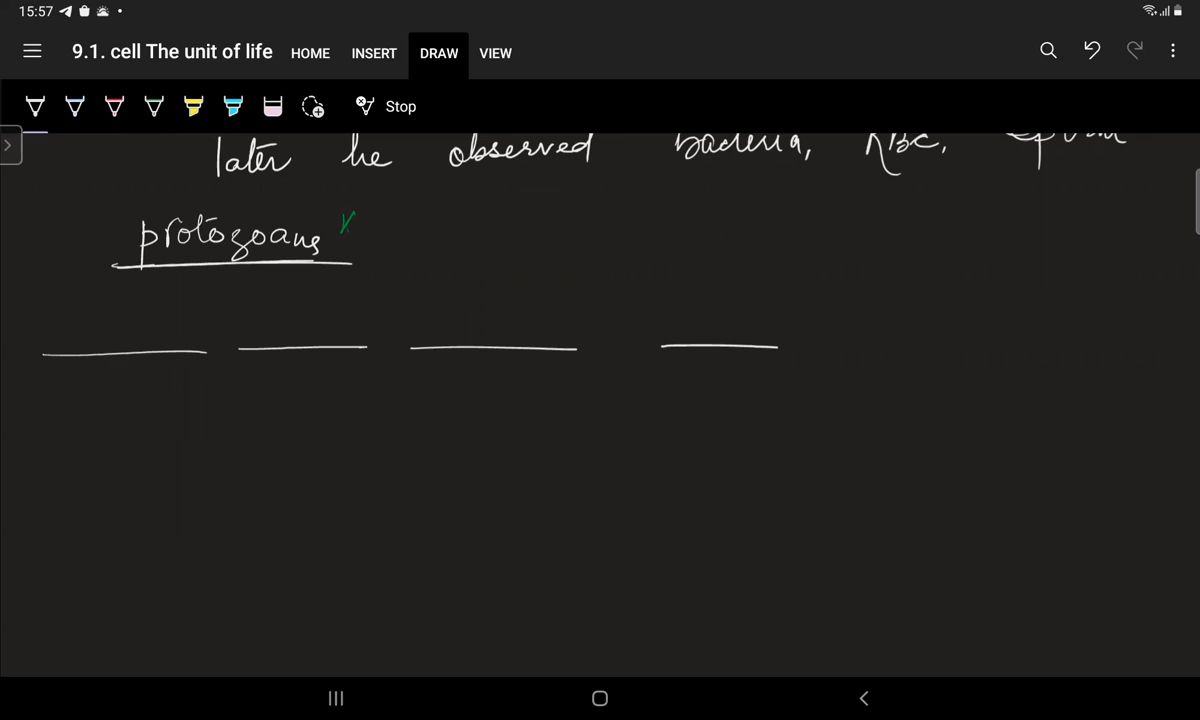 15:57
9.1. cell The unit of life HOME INSERT DRAW VIEW
Stop
later he observed bacteria, RBC,
protozoans